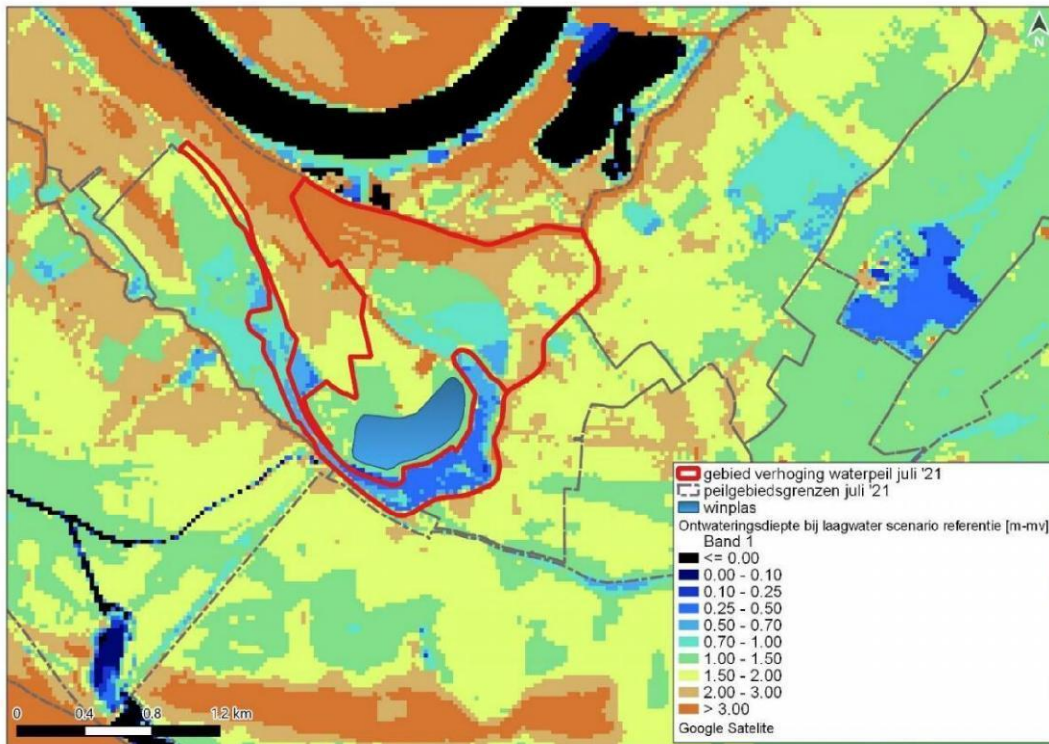 N
gebied verhoging waterpeil juli '21
peilgebiedsgrenzen juli '21
winplas
Ontwateringsdiepte bij laagwater scenario referentie [m-mv]
Band 1
<= 0.00
0.00 - 0.10
0.10 - 0.25
0.25 - 0.50
0.50 - 0.70
0.70 - 1.00
1.00 - 1.50
1.50 - 2.00
2.00 - 3.00
> 3.00
Google Satelite
0 0.4 0.8 1.2 km